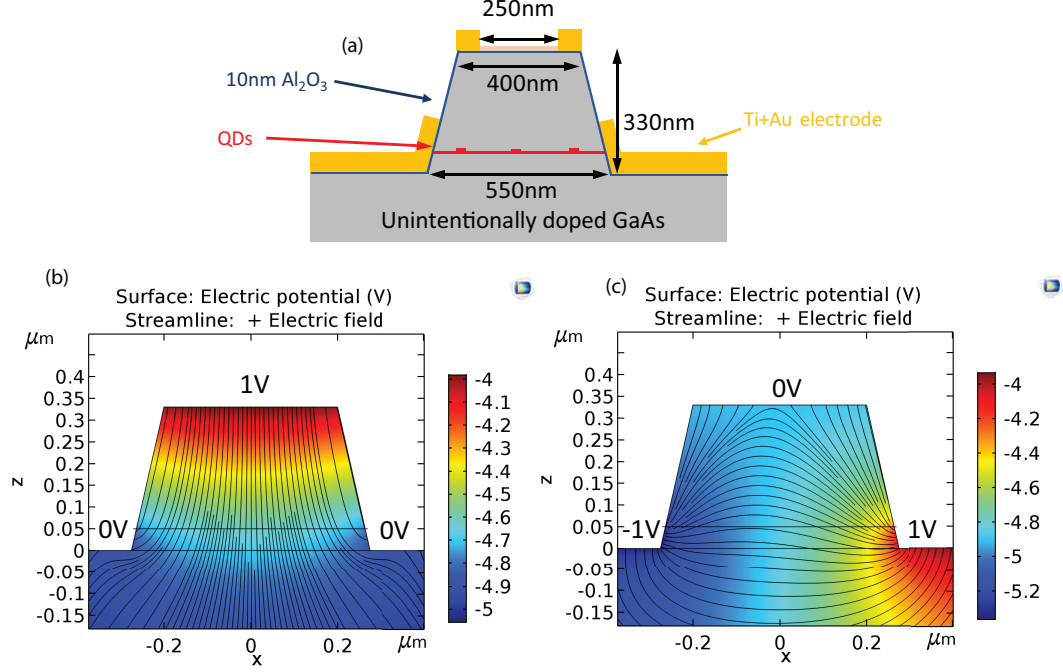 (a)
250nm
400nm
10nm Al₂O₃
330nm
Ti+Au electrode
QDs
550nm
Unintentionally doped GaAs
(b)
Surface: Electric potential (V)
Streamline: + Electric field
μm
0.4
0.35
0.3
0.25
0.2
0.15
0.1
0.05
0
-0.05
-0.1
-0.15
z
1V
0V
0V
-0.2
0
0.2
μm
x
-4
-4.1
-4.2
-4.3
-4.4
-4.5
-4.6
-4.7
-4.8
-4.9
-5
(c)
Surface: Electric potential (V)
Streamline: + Electric field
μm
0.4
0.35
0.3
0.25
0.2
0.15
0.1
0.05
0
-0.05
-0.1
-0.15
z
0V
-1V
1V
-0.2
0
0.2
μm
x
-4
-4.2
-4.4
-4.6
-4.8
-5
-5.2